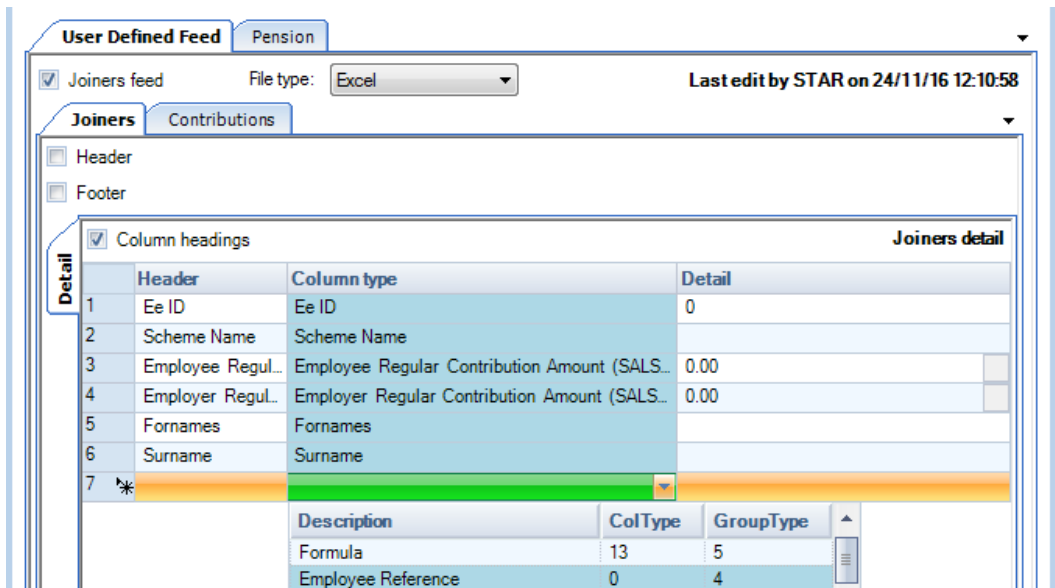 User Defined Feed Pension
Joiners feed File type: Excel Last edit by STAR on 24/11/16 12:10:58
Joiners Contributions
Header
Footer
Detail
Column headings Joiners detail
Header Column type Detail
1 Ee ID Ee ID 0
2 Scheme Name Scheme Name
3 Employee Regul... Employee Regular Contribution Amount (SALS... 0.00
4 Employer Regul... Employer Regular Contribution Amount (SALS... 0.00
5 Fornames Fornames
6 Surname Surname
7
Description ColType GroupType
Formula 13 5
Employee Reference 0 4